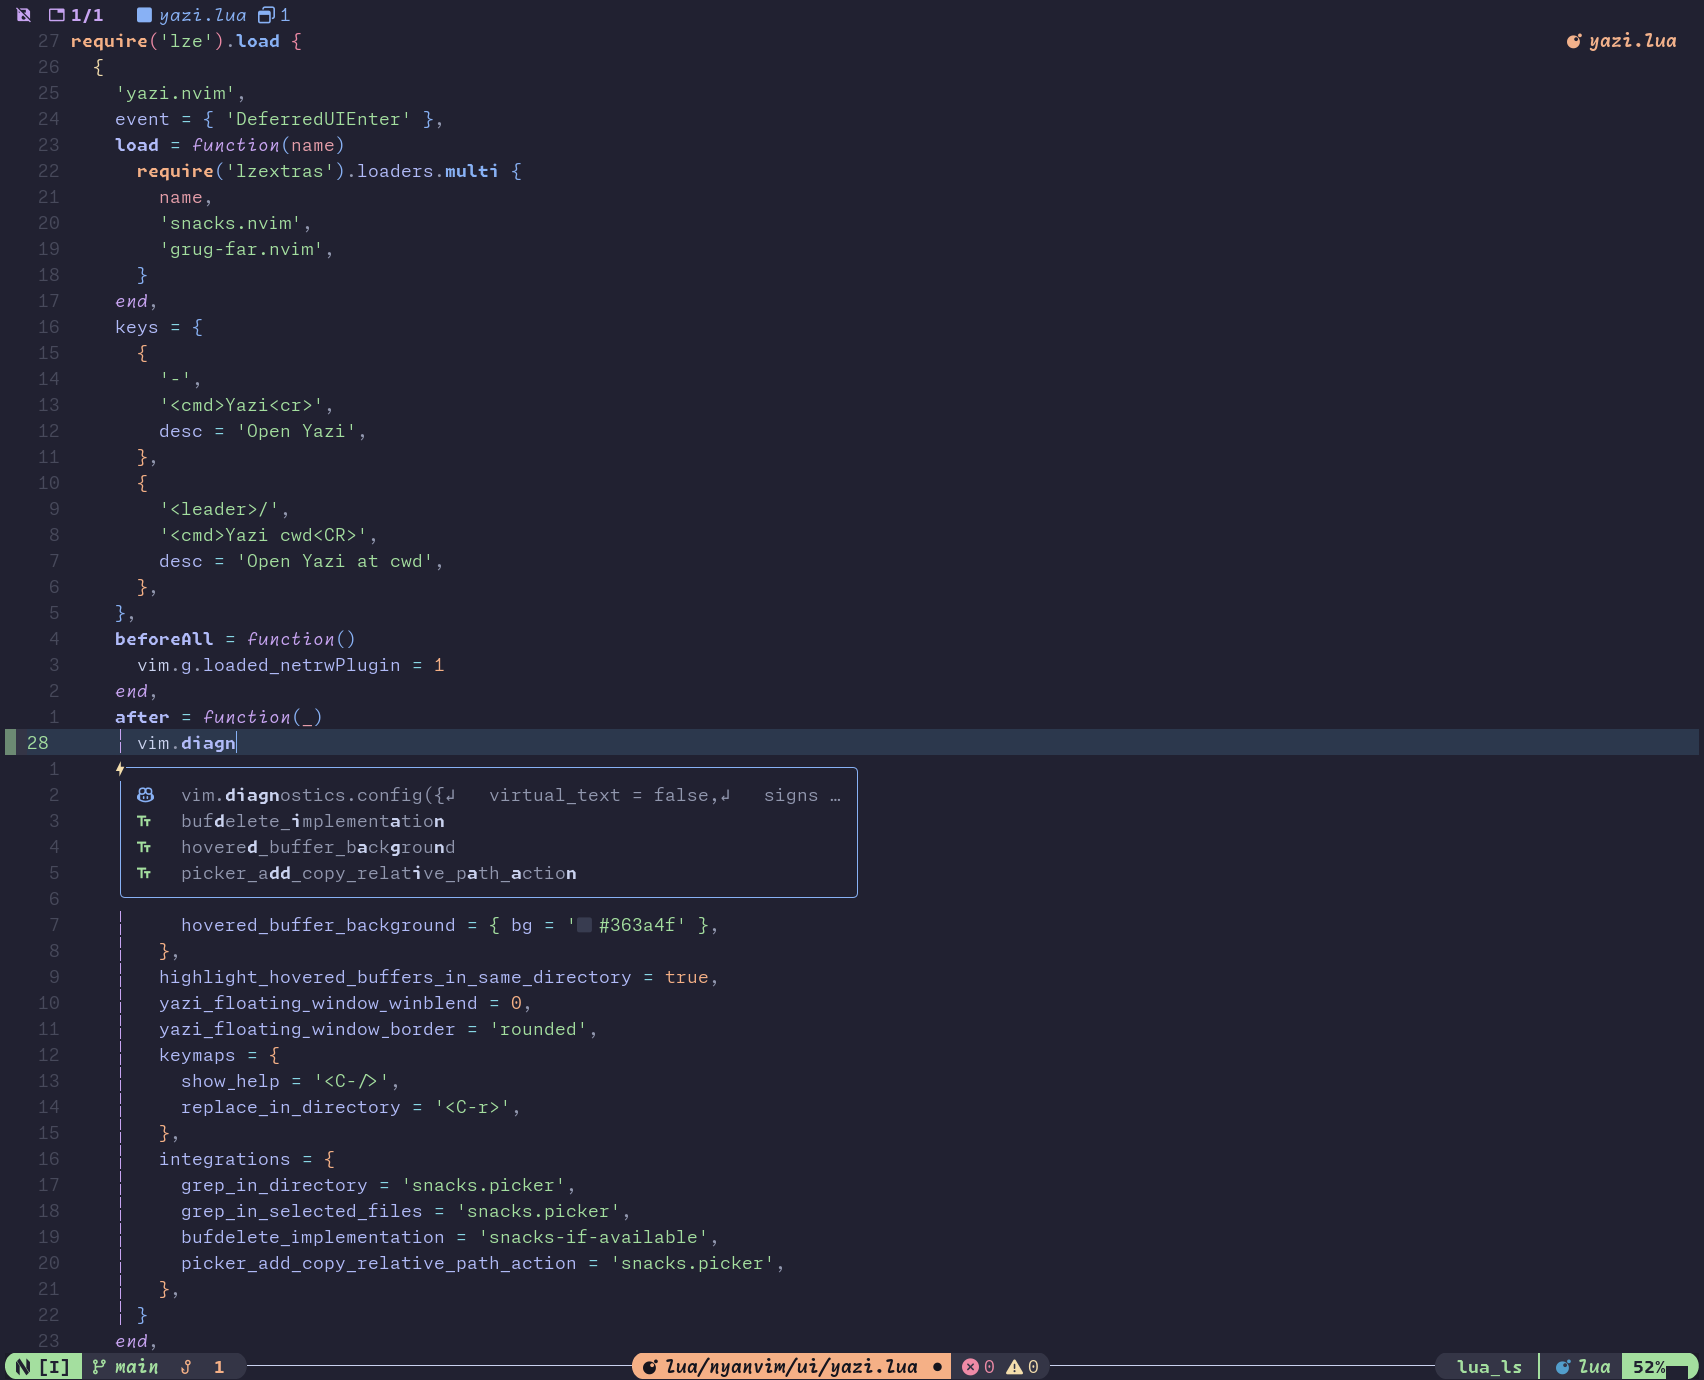 1/1 yazi.lua 1
27 require('lze').load { yazi.lua
26 {
25 'yazi.nvim',
24 event = { 'DeferredUIEnter' },
23 load = function(name)
22 require('lzextras').loaders.multi {
21 name,
20 'snacks.nvim',
19 'grug-far.nvim',
18 }
17 end,
16 keys = {
15 {
14 '-',
13 '<cmd>Yazi<cr>',
12 desc = 'Open Yazi',
11 },
10 {
9 '<leader>/',
8 '<cmd>Yazi cwd<CR>',
7 desc = 'Open Yazi at cwd',
6 },
5 },
4 beforeAll = function()
3 vim.g.loaded_netrwPlugin = 1
2 end,
1 after = function(_)
28 vim.diagn
1
2 vim.diagnostics.config({↲ virtual_text = false,↲ signs …
3 Tт bufdelete_implementation
4 Tт hovered_buffer_background
5 Tт picker_add_copy_relative_path_action
6
7 hovered_buffer_background = { bg = '#363a4f' },
8 },
9 highlight_hovered_buffers_in_same_directory = true,
10 yazi_floating_window_winblend = 0,
11 yazi_floating_window_border = 'rounded',
12 keymaps = {
13 show_help = '<C-/>',
14 replace_in_directory = '<C-r>',
15 },
16 integrations = {
17 grep_in_directory = 'snacks.picker',
18 grep_in_selected_files = 'snacks.picker',
19 bufdelete_implementation = 'snacks-if-available',
20 picker_add_copy_relative_path_action = 'snacks.picker',
21 },
22 }
23 end,
[I] main 1 lua/nyanvim/ui/yazi.lua ● 0 0 lua_ls lua 52%